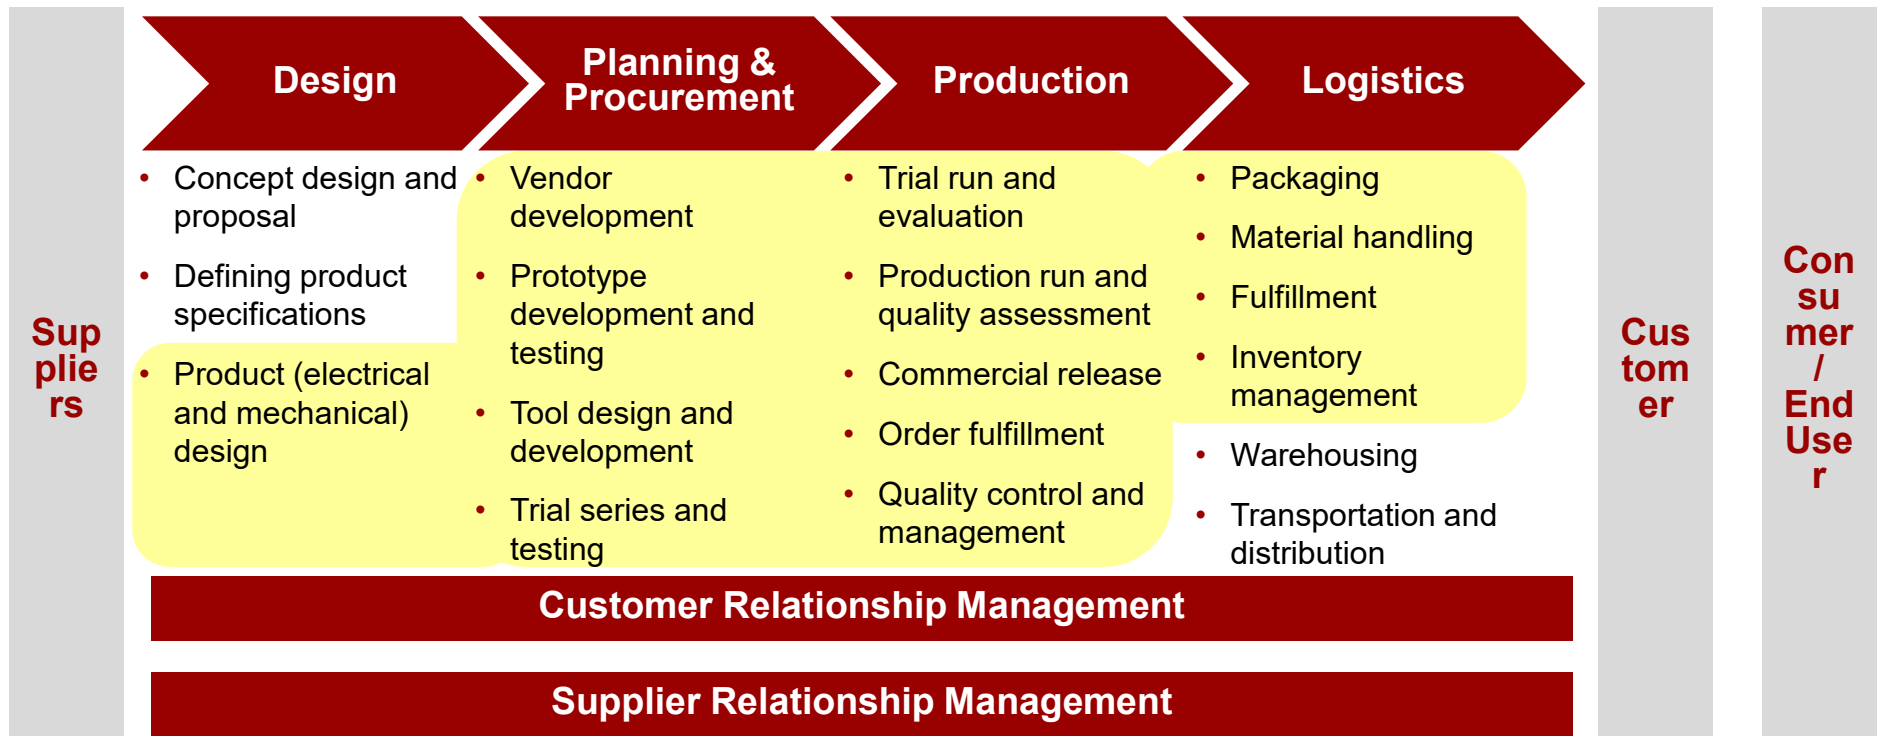 Design
Planning &
Procurement
Production
Logistics
Sup
plie
rs
• Concept design and
proposal
• Defining product
specifications
• Product (electrical
and mechanical)
design
• Vendor
development
• Prototype
development and
testing
• Tool design and
development
• Trial series and
testing
• Trial run and
evaluation
• Production run and
quality assessment
• Commercial release
• Order fulfillment
• Quality control and
management
• Packaging
• Material handling
• Fulfillment
• Inventory
management
• Warehousing
• Transportation and
distribution
Cus
tom
er
Con
su
mer
/
End
Use
r
Customer Relationship Management
Supplier Relationship Management